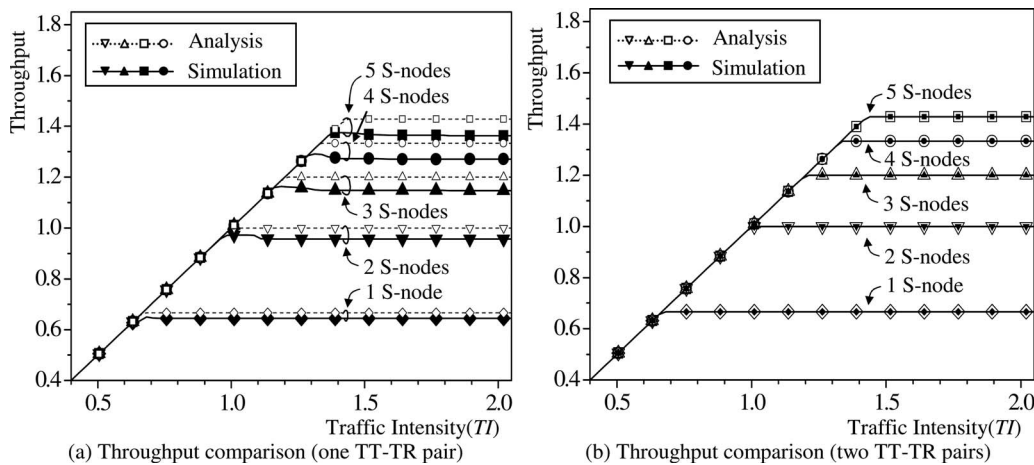 Throughput
1.8
1.6
1.4
1.2
1.0
0.8
0.6
0.4
Analysis
Simulation
5 S-nodes
4 S-nodes
3 S-nodes
2 S-nodes
1 S-node
0.5
1.0
1.5
2.0
Traffic Intensity(TI)
(a) Throughput comparison (one TT-TR pair)
Throughput
1.8
1.6
1.4
1.2
1.0
0.8
0.6
0.4
Analysis
Simulation
5 S-nodes
4 S-nodes
3 S-nodes
2 S-nodes
1 S-node
0.5
1.0
1.5
2.0
Traffic Intensity(TI)
(b) Throughput comparison (two TT-TR pairs)